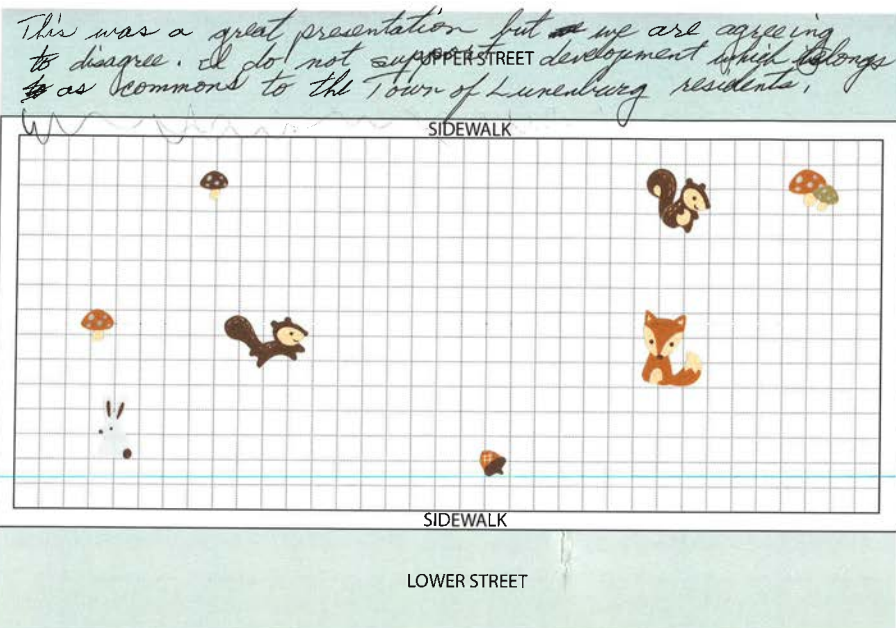 This was a great presentation but we are agreeing
to disagree. I do not support development which belongs
UPPER STREET
to as commons to the Town of Lunenburg residents.
SIDEWALK
SIDEWALK
LOWER STREET